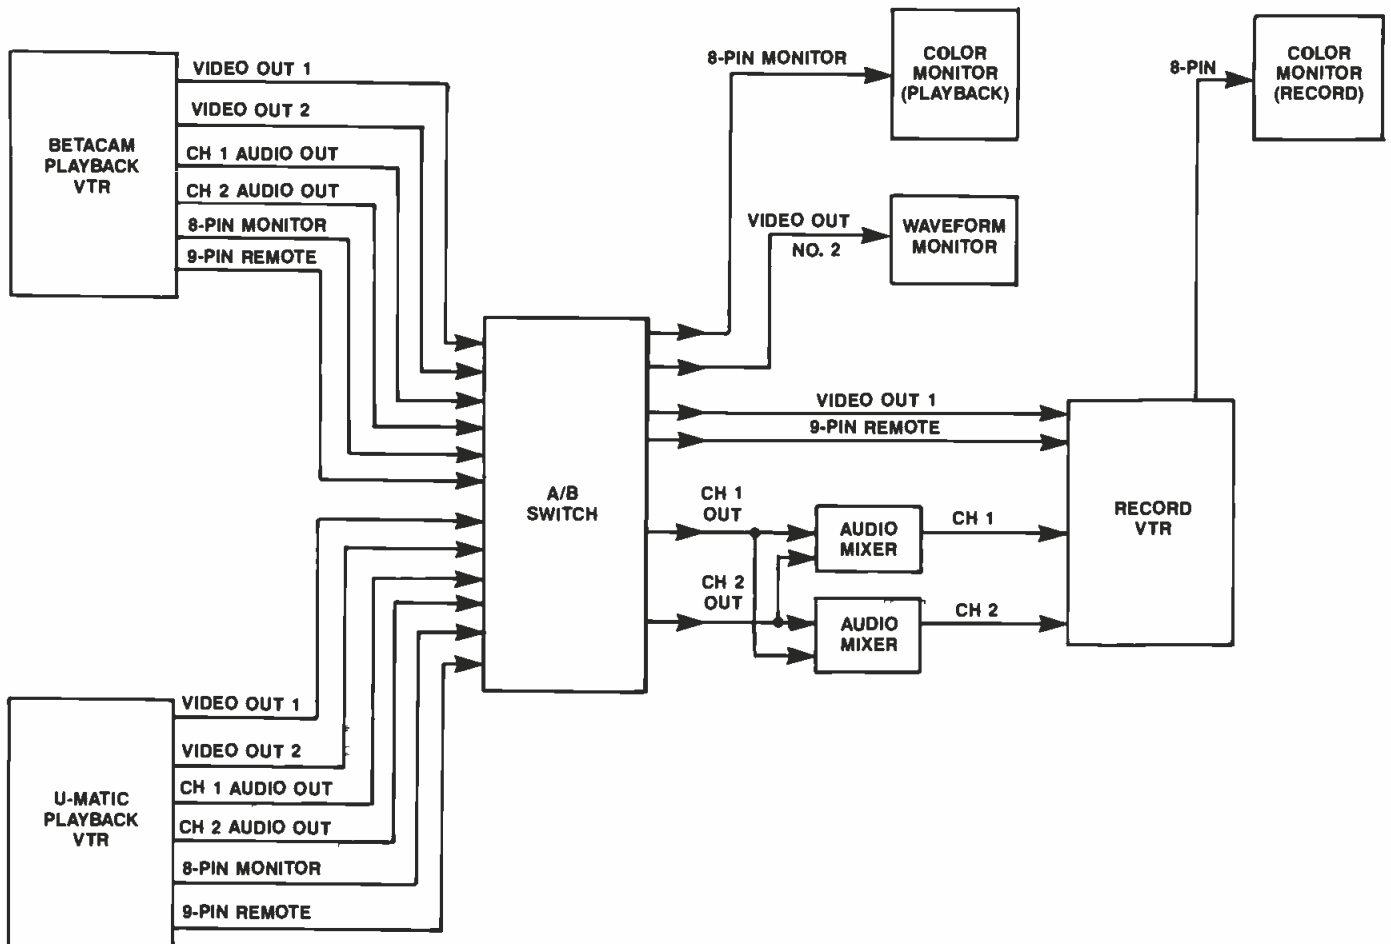 BETACAM
PLAYBACK
VTR
VIDEO OUT 1
VIDEO OUT 2
CH 1 AUDIO OUT
CH 2 AUDIO OUT
8-PIN MONITOR
9-PIN REMOTE
8-PIN MONITOR
COLOR
MONITOR
(PLAYBACK)
8-PIN
COLOR
MONITOR
(RECORD)
VIDEO OUT
NO. 2
WAVEFORM
MONITOR
A/B
SWITCH
VIDEO OUT 1
9-PIN REMOTE
CH 1
OUT
AUDIO
MIXER
CH 1
CH 2
OUT
AUDIO
MIXER
CH 2
RECORD
VTR
U-MATIC
PLAYBACK
VTR
VIDEO OUT 1
VIDEO OUT 2
CH 1 AUDIO OUT
CH 2 AUDIO OUT
8-PIN MONITOR
9-PIN REMOTE